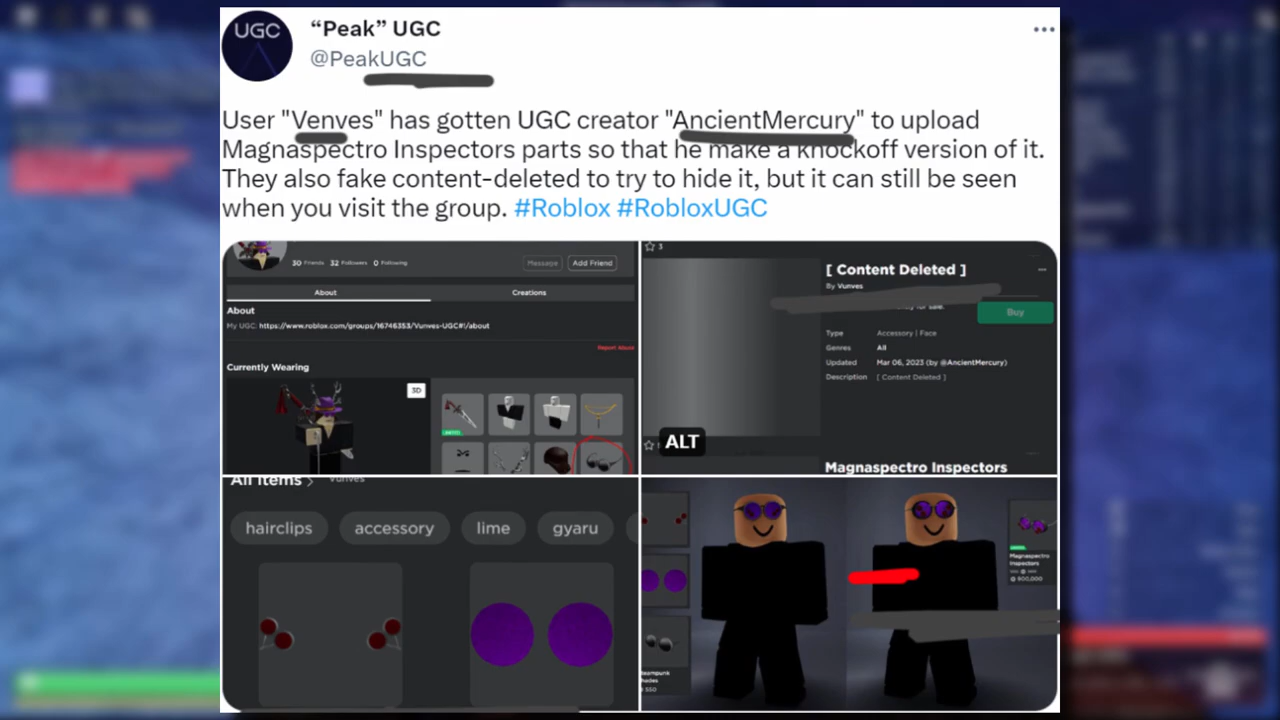 UGC
“Peak” UGC
@PeakUGC
User "Venves" has gotten UGC creator "AncientMercury" to upload
Magnaspectro Inspectors parts so that he make a knockoff version of it.
They also fake content-deleted to try to hide it, but it can still be seen
when you visit the group. #Roblox #RobloxUGC
30 Friends 32 Followers 0 Following
Message
Add Friend
About
Creations
About
My UGC: https://www.roblox.com/groups/16746353/Vunves-UGC#!/about
Report Abuse
Currently Wearing
3D
3
[ Content Deleted ]
By Vunves
for sale.
Buy
Type Accessory | Face
Genres All
Updated Mar 06, 2023 (by @AncientMercury)
Description [ Content Deleted ]
ALT
Magnaspectro Inspectors
All Items > Vunves
hairclips
accessory
lime
gyaru
Magnaspectro
Inspectors